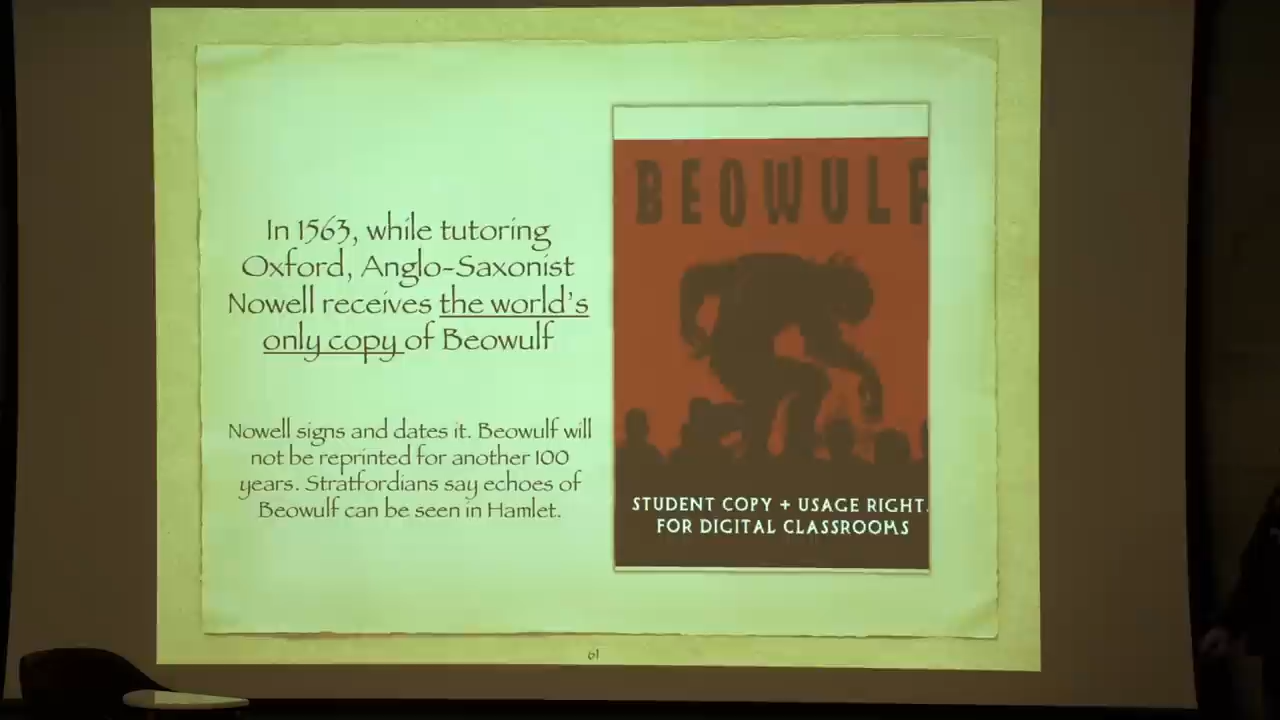 In 1563, while tutoring
Oxford, Anglo-Saxonist
Nowell receives the world's
only copy of Beowulf
Nowell signs and dates it. Beowulf will
not be reprinted for another 100
years. Stratfordians say echoes of
Beowulf can be seen in Hamlet.
BEOWULF
STUDENT COPY + USAGE RIGHT
FOR DIGITAL CLASSROOMS
61